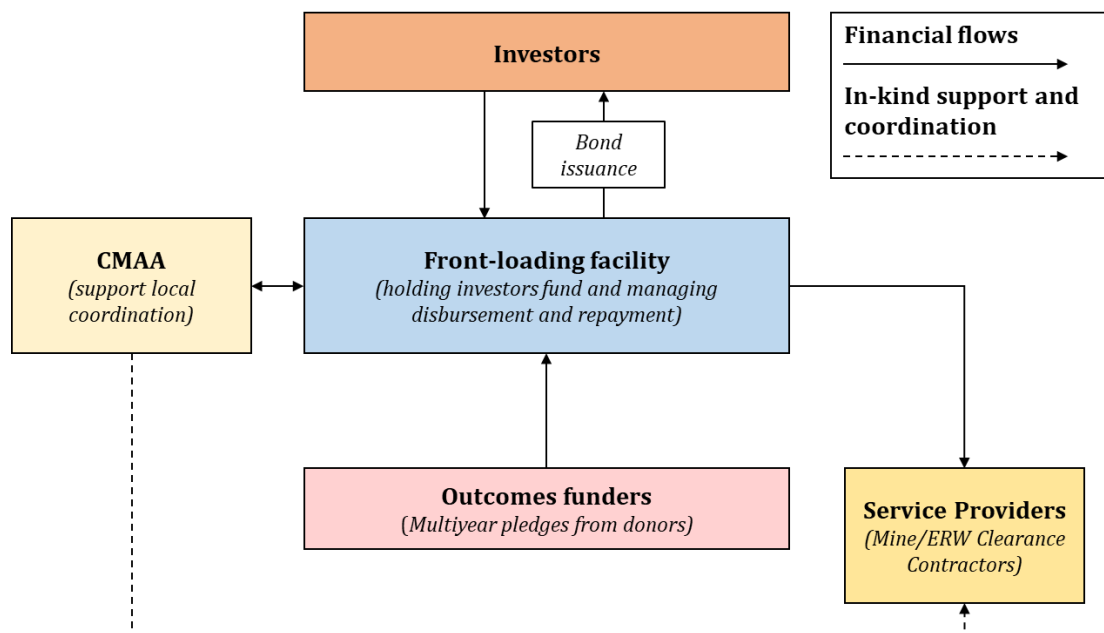 Investors
Financial flows
In-kind support and
coordination
Bond
issuance
CMAA
(support local
coordination)
Front-loading facility
(holding investors fund and managing
disbursement and repayment)
Outcomes funders
(Multiyear pledges from donors)
Service Providers
(Mine/ERW Clearance
Contractors)